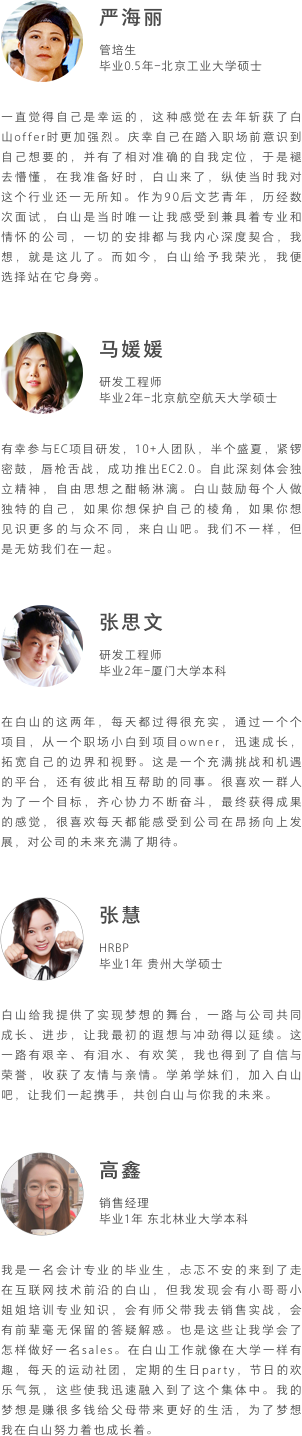 严海丽
管培生
毕业0.5年-北京工业大学硕士
一直觉得自己是幸运的，这种感觉在去年斩获了白
山offer时更加强烈。庆幸自己在踏入职场前意识到
自己想要的，并有了相对准确的自我定位，于是褪
去懵懂，在我准备好时，白山来了，纵使当时我对
这个行业还一无所知。作为90后文艺青年，历经数
次面试，白山是当时唯一让我感受到兼具着专业和
情怀的公司，一切的安排都与我内心深度契合，我
想，就是这儿了。而如今，白山给予我荣光，我便
选择站在它身旁。
马媛媛
研发工程师
毕业2年-北京航空航天大学硕士
有幸参与EC项目研发，10+人团队，半个盛夏，紧锣
密鼓，唇枪舌战，成功推出EC2.0。自此深刻体会独
立精神，自由思想之酣畅淋漓。白山鼓励每个人做
独特的自己，如果你想保护自己的棱角，如果你想
见识更多的与众不同，来白山吧。我们不一样，但
是无妨我们在一起。
张思文
研发工程师
毕业2年-厦门大学本科
在白山的这两年，每天都过得很充实，通过一个个
项目，从一个职场小白到项目owner，迅速成长，
拓宽自己的边界和视野。这是一个充满挑战和机遇
的平台，还有彼此相互帮助的同事。很喜欢一群人
为了一个目标，齐心协力不断奋斗，最终获得成果
的感觉，很喜欢每天都能感受到公司在昂扬向上发
展，对公司的未来充满了期待。
张慧
HRBP
毕业1年 贵州大学硕士
白山给我提供了实现梦想的舞台，一路与公司共同
成长、进步，让我最初的遐想与冲劲得以延续。这
一路有艰辛、有泪水、有欢笑，我也得到了自信与
荣誉，收获了友情与亲情。学弟学妹们，加入白山
吧，让我们一起携手，共创白山与你我的未来。
高鑫
销售经理
毕业1年 东北林业大学本科
我是一名会计专业的毕业生，忐忑不安的来到了走
在互联网技术前沿的白山，但我发现会有小哥哥小
姐姐培训专业知识，会有师父带我去销售实战，会
有前辈毫无保留的答疑解惑。也是这些让我学会了
怎样做好一名sales。在白山工作就像在大学一样有
趣，每天的运动社团，定期的生日party，节日的欢
乐气氛，这些使我迅速融入到了这个集体中。我的
梦想是赚很多钱给父母带来更好的生活，为了梦想
我在白山努力着也成长着。